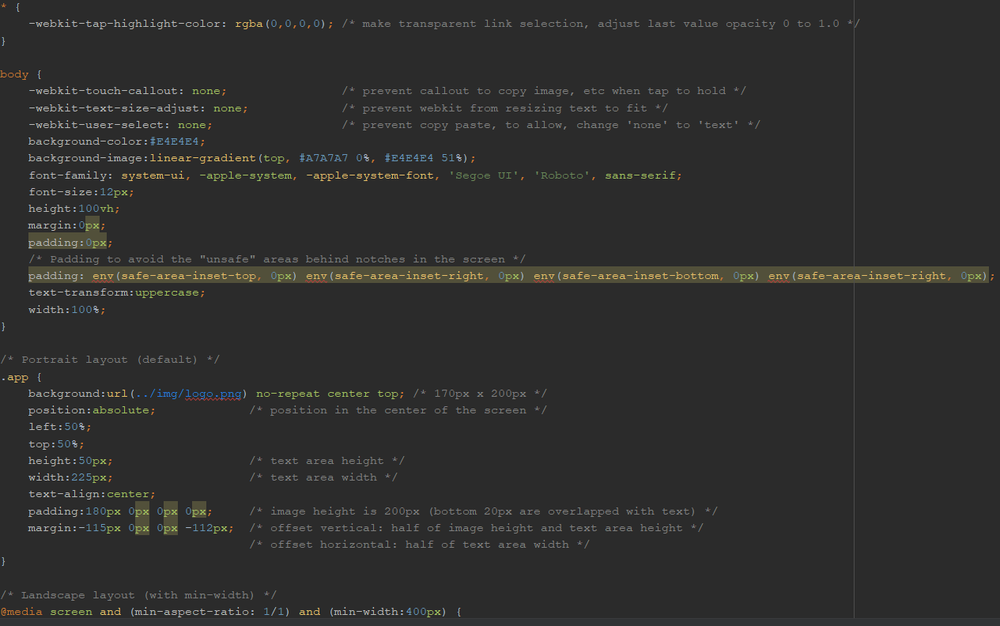 * {
    -webkit-tap-highlight-color: rgba(0,0,0,0); /* make transparent link selection, adjust last value opacity 0 to 1.0 */
}

body {
    -webkit-touch-callout: none;                /* prevent callout to copy image, etc when tap to hold */
    -webkit-text-size-adjust: none;             /* prevent webkit from resizing text to fit */
    -webkit-user-select: none;                  /* prevent copy paste, to allow, change 'none' to 'text' */
    background-color:#E4E4E4;
    background-image:linear-gradient(top, #A7A7A7 0%, #E4E4E4 51%);
    font-family: system-ui, -apple-system, -apple-system-font, 'Segoe UI', 'Roboto', sans-serif;
    font-size:12px;
    height:100vh;
    margin:0px;
    padding:0px;
    /* Padding to avoid the "unsafe" areas behind notches in the screen */
    padding: env(safe-area-inset-top, 0px) env(safe-area-inset-right, 0px) env(safe-area-inset-bottom, 0px) env(safe-area-inset-right, 0px);
    text-transform:uppercase;
    width:100%;
}

/* Portrait layout (default) */
.app {
    background:url(../img/logo.png) no-repeat center top; /* 170px x 200px */
    position:absolute;             /* position in the center of the screen */
    left:50%;
    top:50%;
    height:50px;                   /* text area height */
    width:225px;                   /* text area width */
    text-align:center;
    padding:180px 0px 0px 0px;     /* image height is 200px (bottom 20px are overlapped with text) */
    margin:-115px 0px 0px -112px;  /* offset vertical: half of image height and text area height */
                                   /* offset horizontal: half of text area width */
}

/* Landscape layout (with min-width) */
@media screen and (min-aspect-ratio: 1/1) and (min-width:400px) {